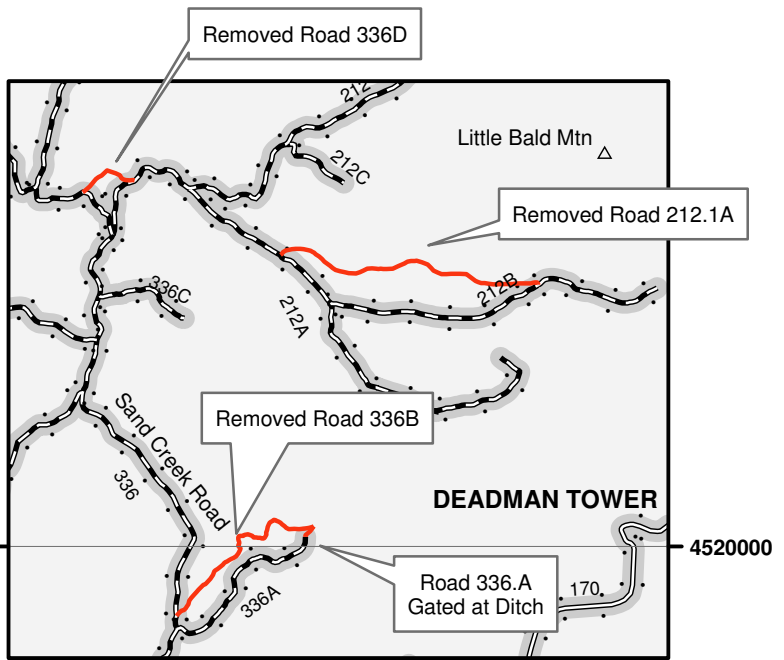 Removed Road 336D
212
Little Bald Mtn
212C
Removed Road 212.1A
336C
212B
212A
Removed Road 336B
Sand Creek Road
336
DEADMAN TOWER
4520000
Road 336.A
Gated at Ditch
170
336A